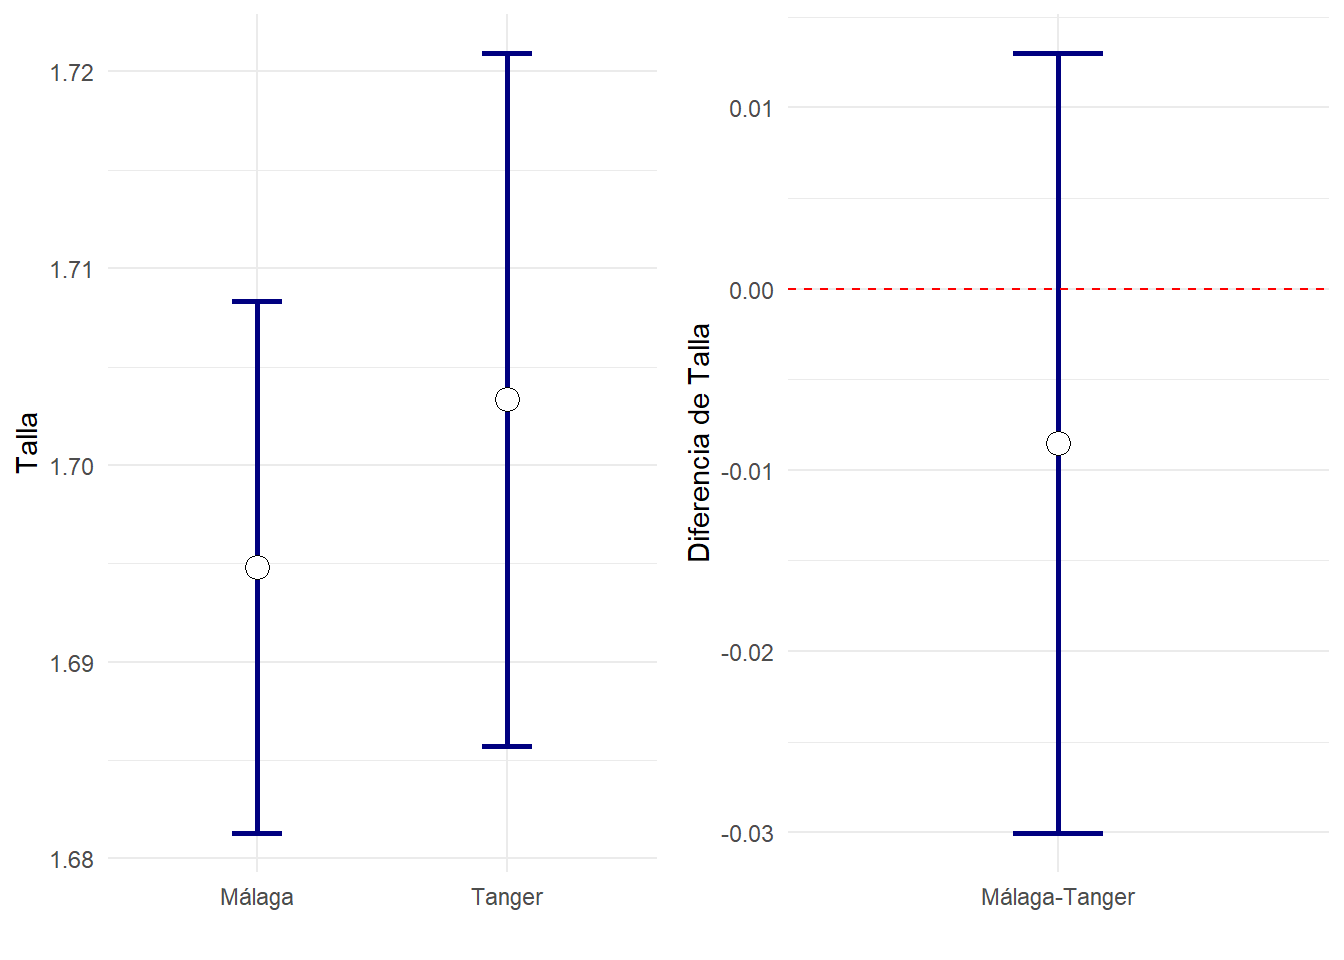 Talla
1.72
1.71
1.70
1.69
1.68
Málaga
Tanger
Diferencia de Talla
0.01
0.00
-0.01
-0.02
-0.03
Málaga-Tanger